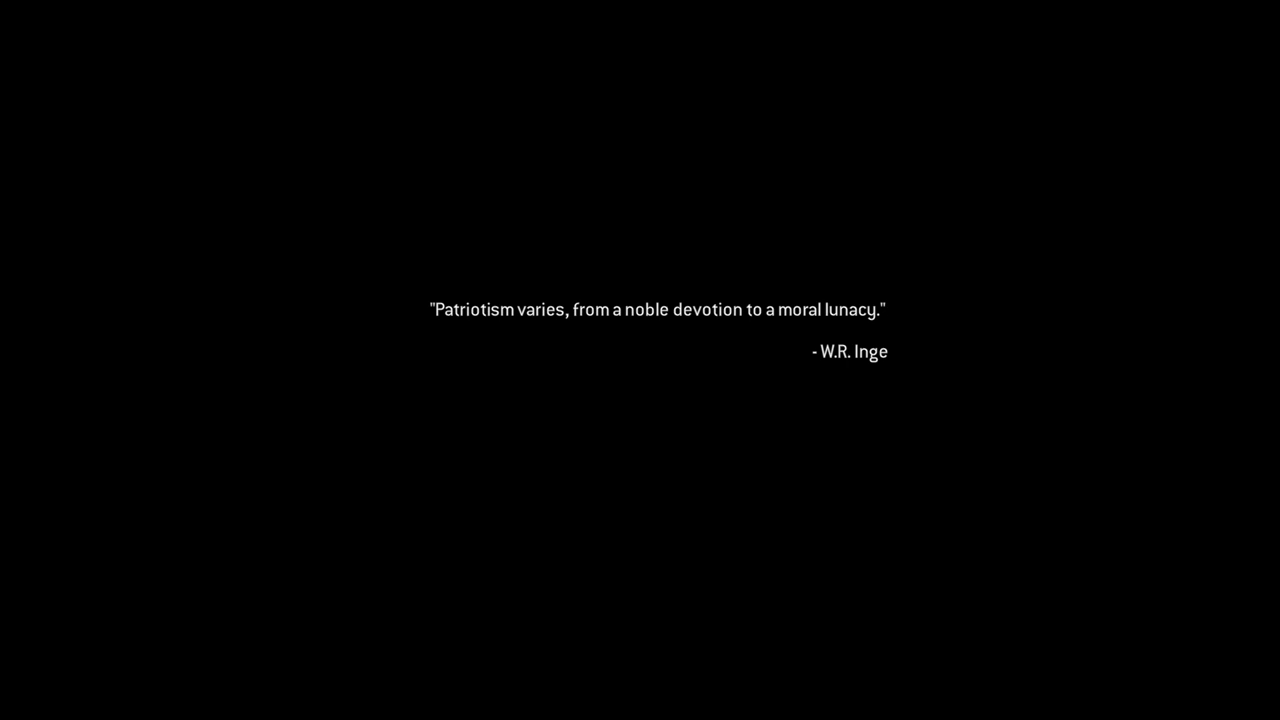 "Patriotism varies, from a noble devotion to a moral lunacy."
- W.R. Inge